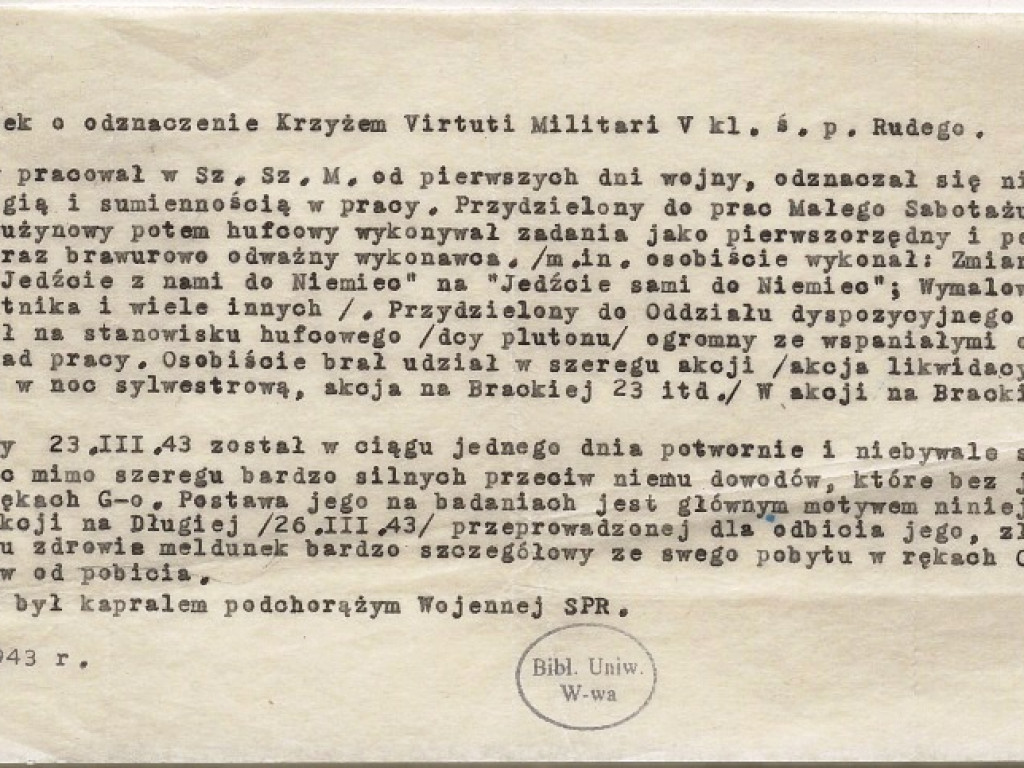 ek o odznaczenie Krzyżem Virtuti Militari V kl. ś. p. Rudego.
pracował w Sz. Sz. M. od pierwszych dni wojny, odznaczał się ni
gią i sumiennością w pracy. Przydzielony do prac Małego Sabotażu
użynowy potem hufcowy wykonywał zadania jako pierwszorzędny i po
raz brawurowo odważny wykonawca. /m.in. osobiście wykonał: Zmian
Jedźcie z nami do Niemiec" na "Jedźcie sami do Niemiec"; Wymalow
tnika i wiele innych /. Przydzielony do Oddziału dyspozycyjnego
ł na stanowisku hufcowego /dcy plutonu/ ogromny ze wspaniałymi
ad pracy. Osobiście brał udział w szeregu akcji /akcja likwidacy
w noc sylwestrową, akcja na Brackiej 23 itd./ W akcji na Bracki
y 23.III.43 został w ciągu jednego dnia potwornie i niebywale s
c mimo szeregu bardzo silnych przeciw niemu dowodów, które bez j
ękach G-o. Postawa jego na badaniach jest głównym motywem niniej
kcji na Długiej /26.III.43/ przeprowadzonej dla odbicia jego, zł
u zdrowia meldunek bardzo szczegółowy ze swego pobytu w rękach G
w od pobicia.
był kapralem podchorążym Wojennej SPR.
943 r.
Bibl. Uniw.
W-wa